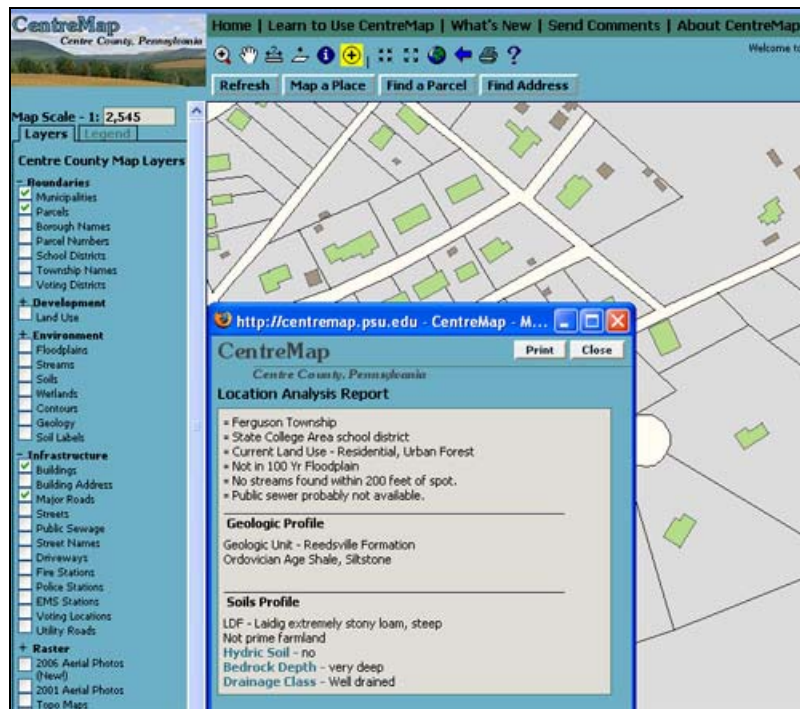 CentreMap
Centre County, Pennsylvania
Home | Learn to Use CentreMap | What's New | Send Comments | About CentreMap
Welcome to
Refresh
Map a Place
Find a Parcel
Find Address
Map Scale - 1: 2,545
Layers
Legend
Centre County Map Layers
- Boundaries
Municipalities
Parcels
Borough Names
Parcel Numbers
School Districts
Township Names
Voting Districts
+ Development
Land Use
+ Environment
Floodplains
Streams
Soils
Wetlands
Contours
Geology
Soil Labels
- Infrastructure
Buildings
Building Address
Major Roads
Streets
Public Sewage
Street Names
Driveways
Fire Stations
Police Stations
EMS Stations
Voting Locations
Utility Roads
+ Raster
2006 Aerial Photos
(New!)
2001 Aerial Photos
Topo Maps
http://centremap.psu.edu - CentreMap - M...
CentreMap
Print
Close
Centre County, Pennsylvania
Location Analysis Report
▪ Ferguson Township
▪ State College Area school district
▪ Current Land Use - Residential, Urban Forest
▪ Not in 100 Yr Floodplain
▪ No streams found within 200 feet of spot.
▪ Public sewer probably not available.
Geologic Profile
Geologic Unit - Reedsville Formation
Ordovician Age Shale, Siltstone
Soils Profile
LDF - Laidig extremely stony loam, steep
Not prime farmland
Hydric Soil - no
Bedrock Depth - very deep
Drainage Class - Well drained